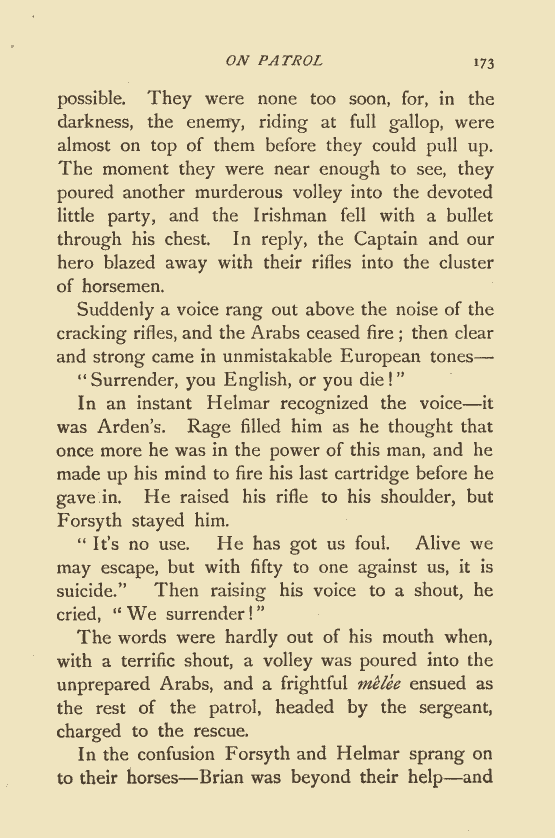 ON PATROL 173
possible. They were none too soon, for, in the
darkness, the enemy, riding at full gallop, were
almost on top of them before they could pull up.
The moment they were near enough to see, they
poured another murderous volley into the devoted
little party, and the Irishman fell with a bullet
through his chest. In reply, the Captain and our
hero blazed away with their rifles into the cluster
of horsemen.
Suddenly a voice rang out above the noise of the
cracking rifles, and the Arabs ceased fire ; then clear
and strong came in unmistakable European tones—
“ Surrender, you English, or you die ! ”
In an instant Helmar recognized the voice—it
was Arden's. Rage filled him as he thought that
once more he was in the power of this man, and he
made up his mind to fire his last cartridge before he
gave in. He raised his rifle to his shoulder, but
Forsyth stayed him.
“ It's no use. He has got us foul. Alive we
may escape, but with fifty to one against us, it is
suicide.” Then raising his voice to a shout, he
cried, “ We surrender ! ”
The words were hardly out of his mouth when,
with a terrific shout, a volley was poured into the
unprepared Arabs, and a frightful mêlée ensued as
the rest of the patrol, headed by the sergeant,
charged to the rescue.
In the confusion Forsyth and Helmar sprang on
to their horses—Brian was beyond their help—and